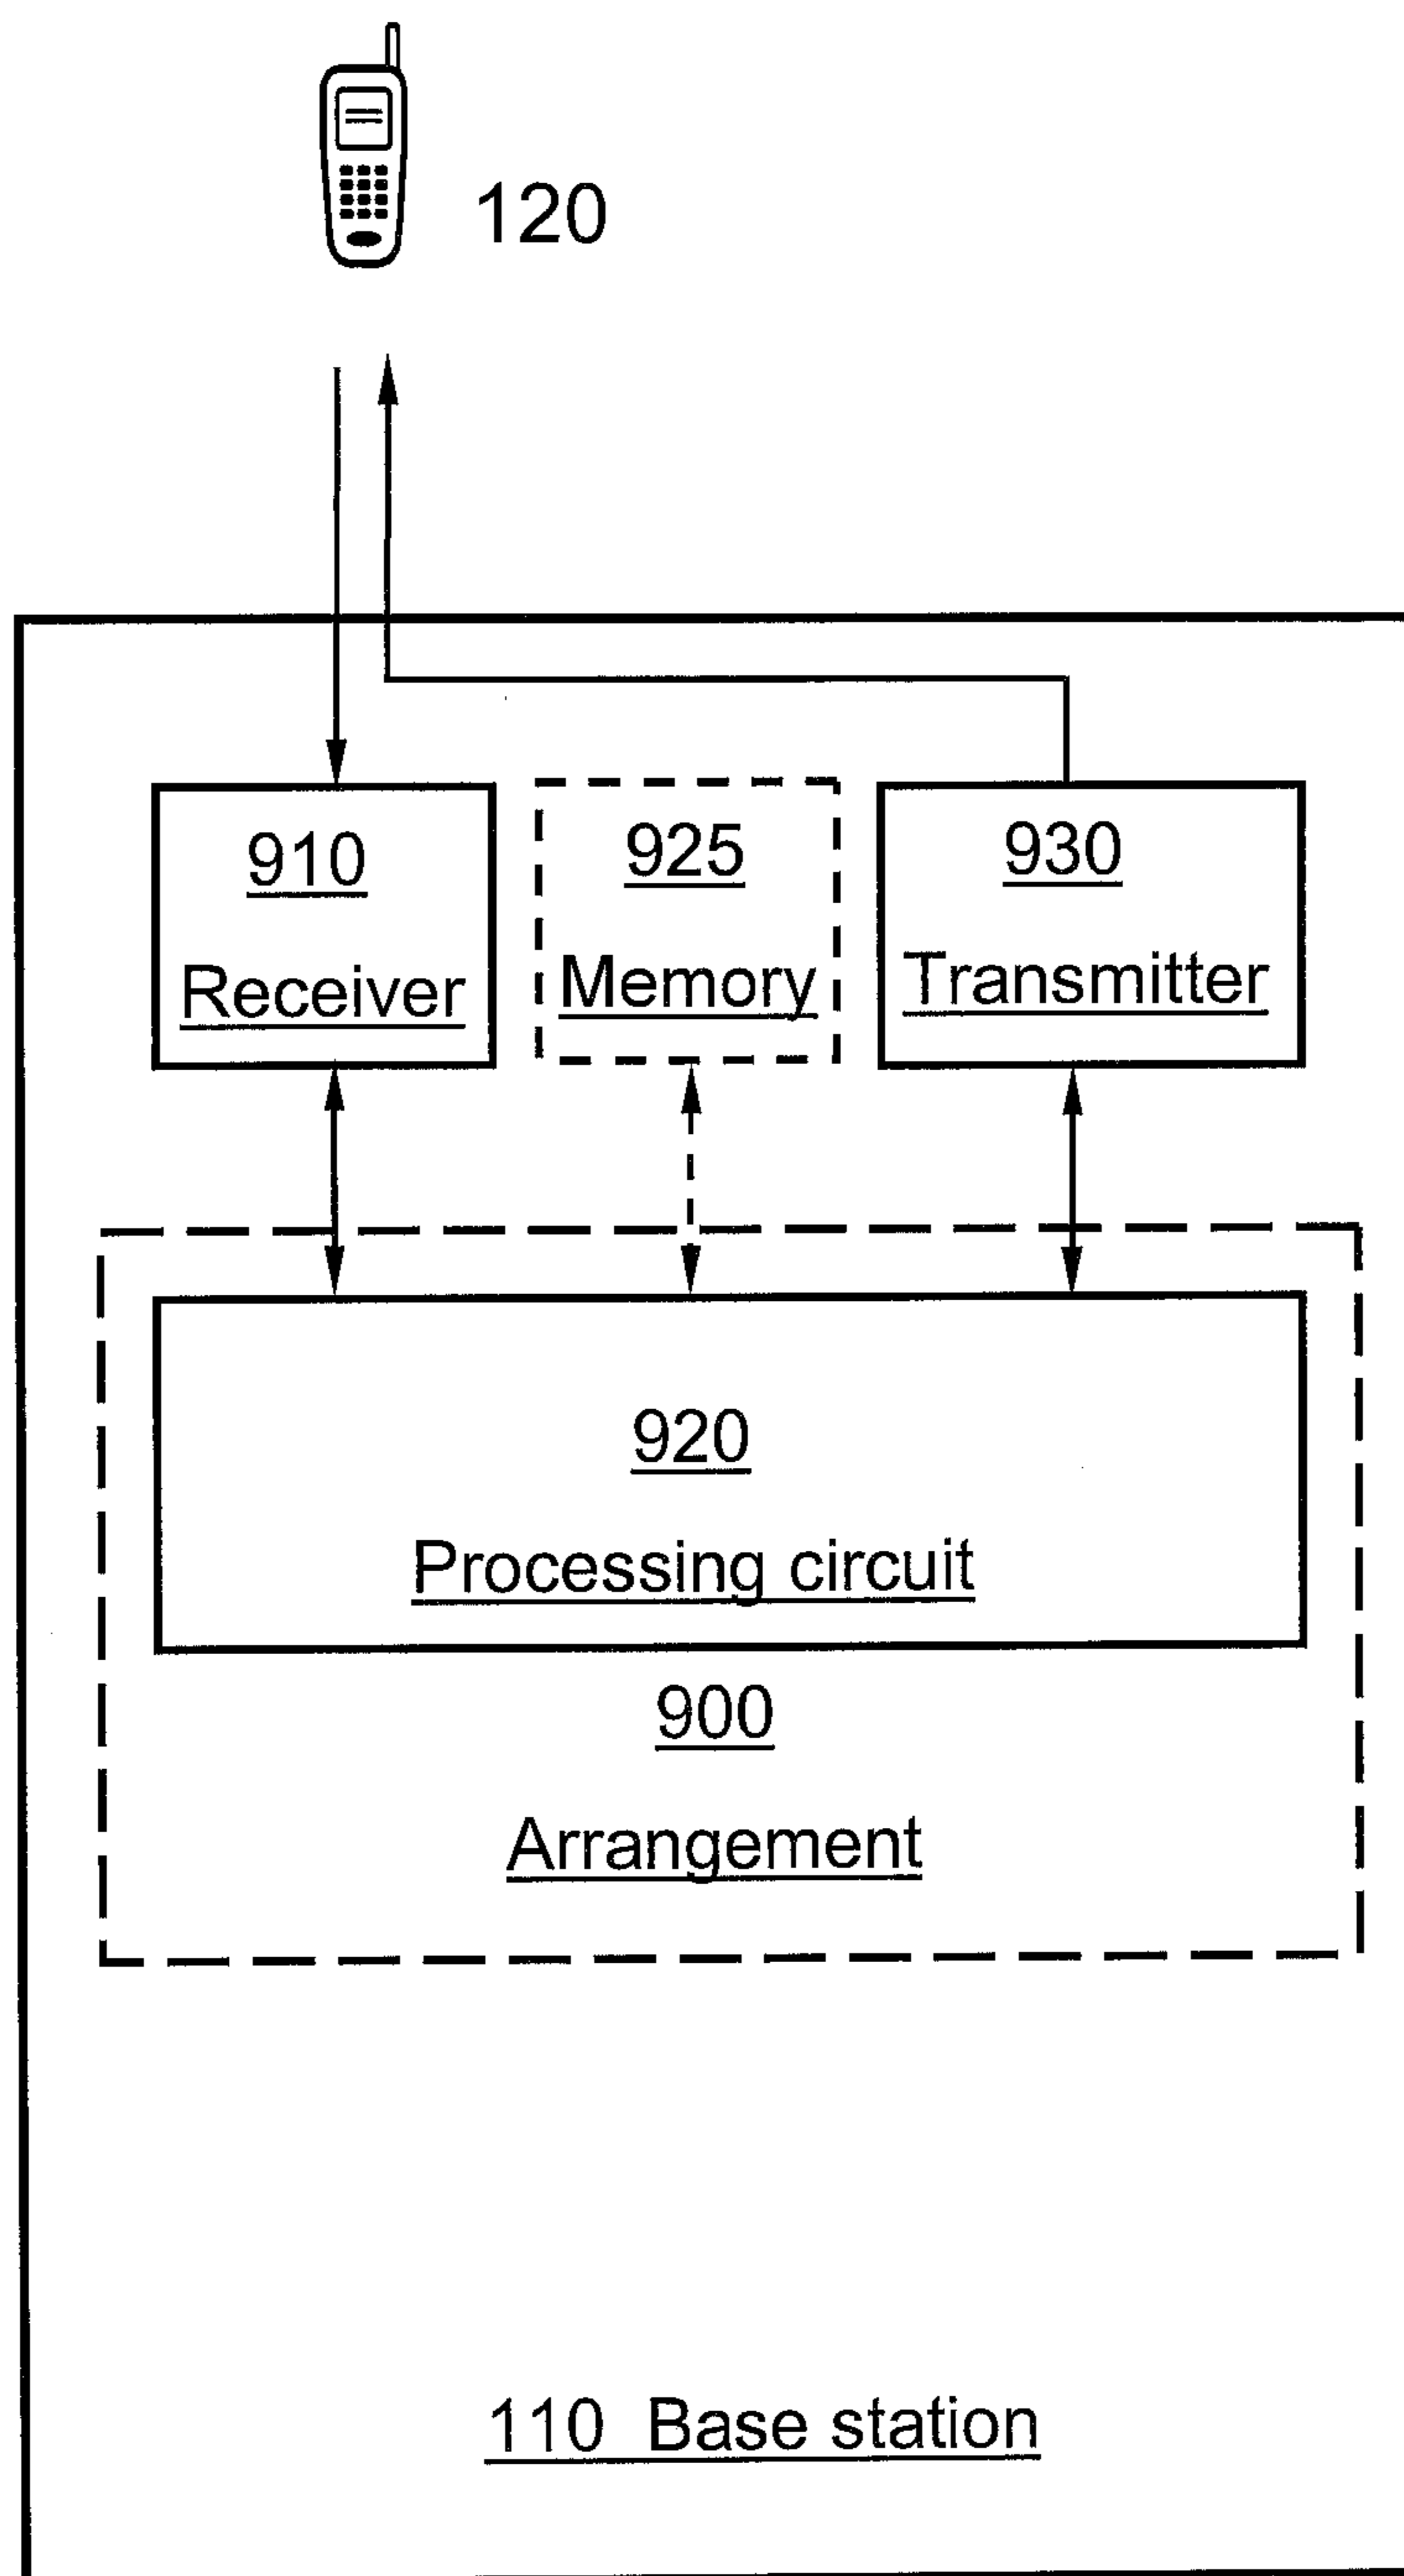 120
910
Receiver
925
Memory
930
Transmitter
920
Processing circuit
900
Arrangement
110 Base station